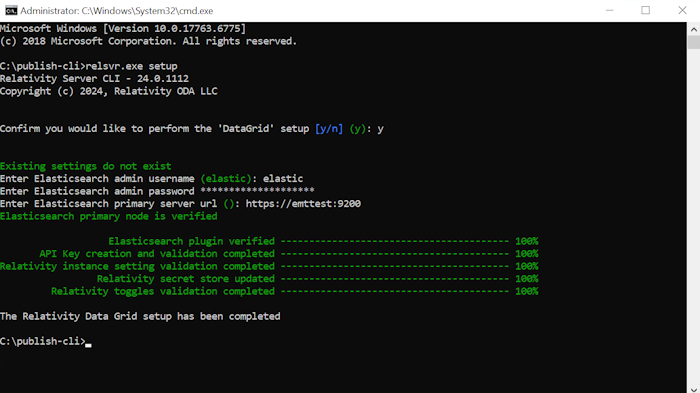 Administrator: C:\Windows\System32\cmd.exe
Microsoft Windows [Version 10.0.17763.6775]
(c) 2018 Microsoft Corporation. All rights reserved.
C:\publish-cli>relsvr.exe setup
Relativity Server CLI - 24.0.1112
Copyright (c) 2024, Relativity ODA LLC
Confirm you would like to perform the 'DataGrid' setup [y/n] (y): y
Existing settings do not exist
Enter Elasticsearch admin username (elastic): elastic
Enter Elasticsearch admin password ********************
Enter Elasticsearch primary server url (): https://emttest:9200
Elasticsearch primary node is verified
Elasticsearch plugin verified ---------------------------------------- 100%
API Key creation and validation completed ---------------------------------------- 100%
Relativity instance setting validation completed ---------------------------------------- 100%
Relativity secret store updated ---------------------------------------- 100%
Relativity toggles validation completed ---------------------------------------- 100%
The Relativity Data Grid setup has been completed
C:\publish-cli>